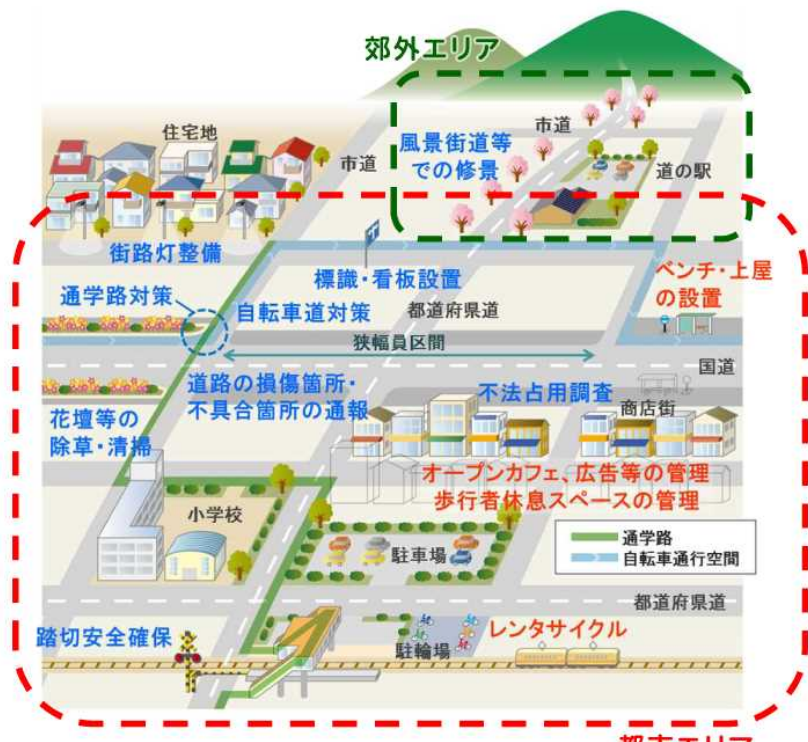 郊外エリア
住宅地
市道
市道
風景街道等
での修景
道の駅
街路灯整備
標識・看板設置
ベンチ・上屋
の設置
通学路対策
自転車道対策
都道府県道
狭幅員区間
国道
道路の損傷箇所・
不具合箇所の通報
不法占用調査
商店街
花壇等の
除草・清掃
オープンカフェ、広告等の管理
歩行者休息スペースの管理
小学校
通学路
自転車通行空間
駐車場
都道府県道
踏切安全確保
駐輪場
レンタサイクル
都市エリア